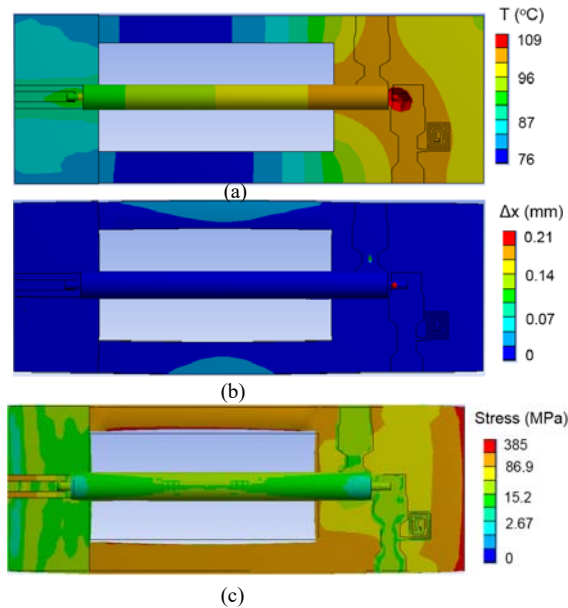 T (ºC)
109
96
87
76
(a)
Δx (mm)
0.21
0.14
0.07
0
(b)
Stress (MPa)
385
86.9
15.2
2.67
0
(c)